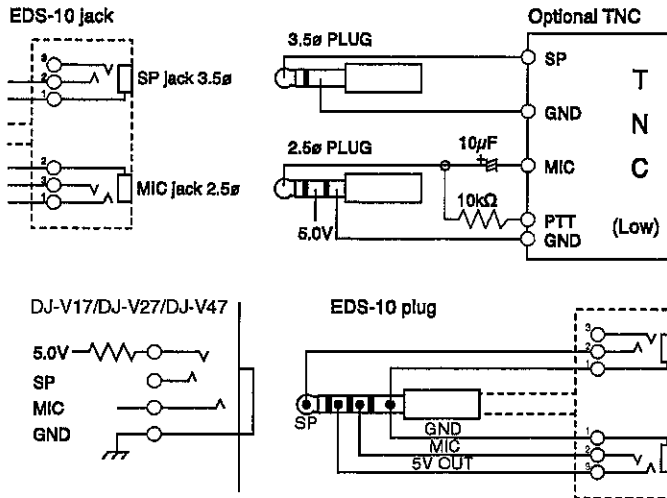 EDS-10 jack
3
2
1
SP jack 3.5ø
2
3
1
MIC jack 2.5ø
3.5ø PLUG
2.5ø PLUG
5.0V
10µF
+
10kΩ
Optional TNC
SP
GND
MIC
PTT
GND
T
N
C
(Low)
DJ-V17/DJ-V27/DJ-V47
5.0V
SP
MIC
GND
EDS-10 plug
SP
GND
MIC
5V OUT
3
2
1
1
2
3